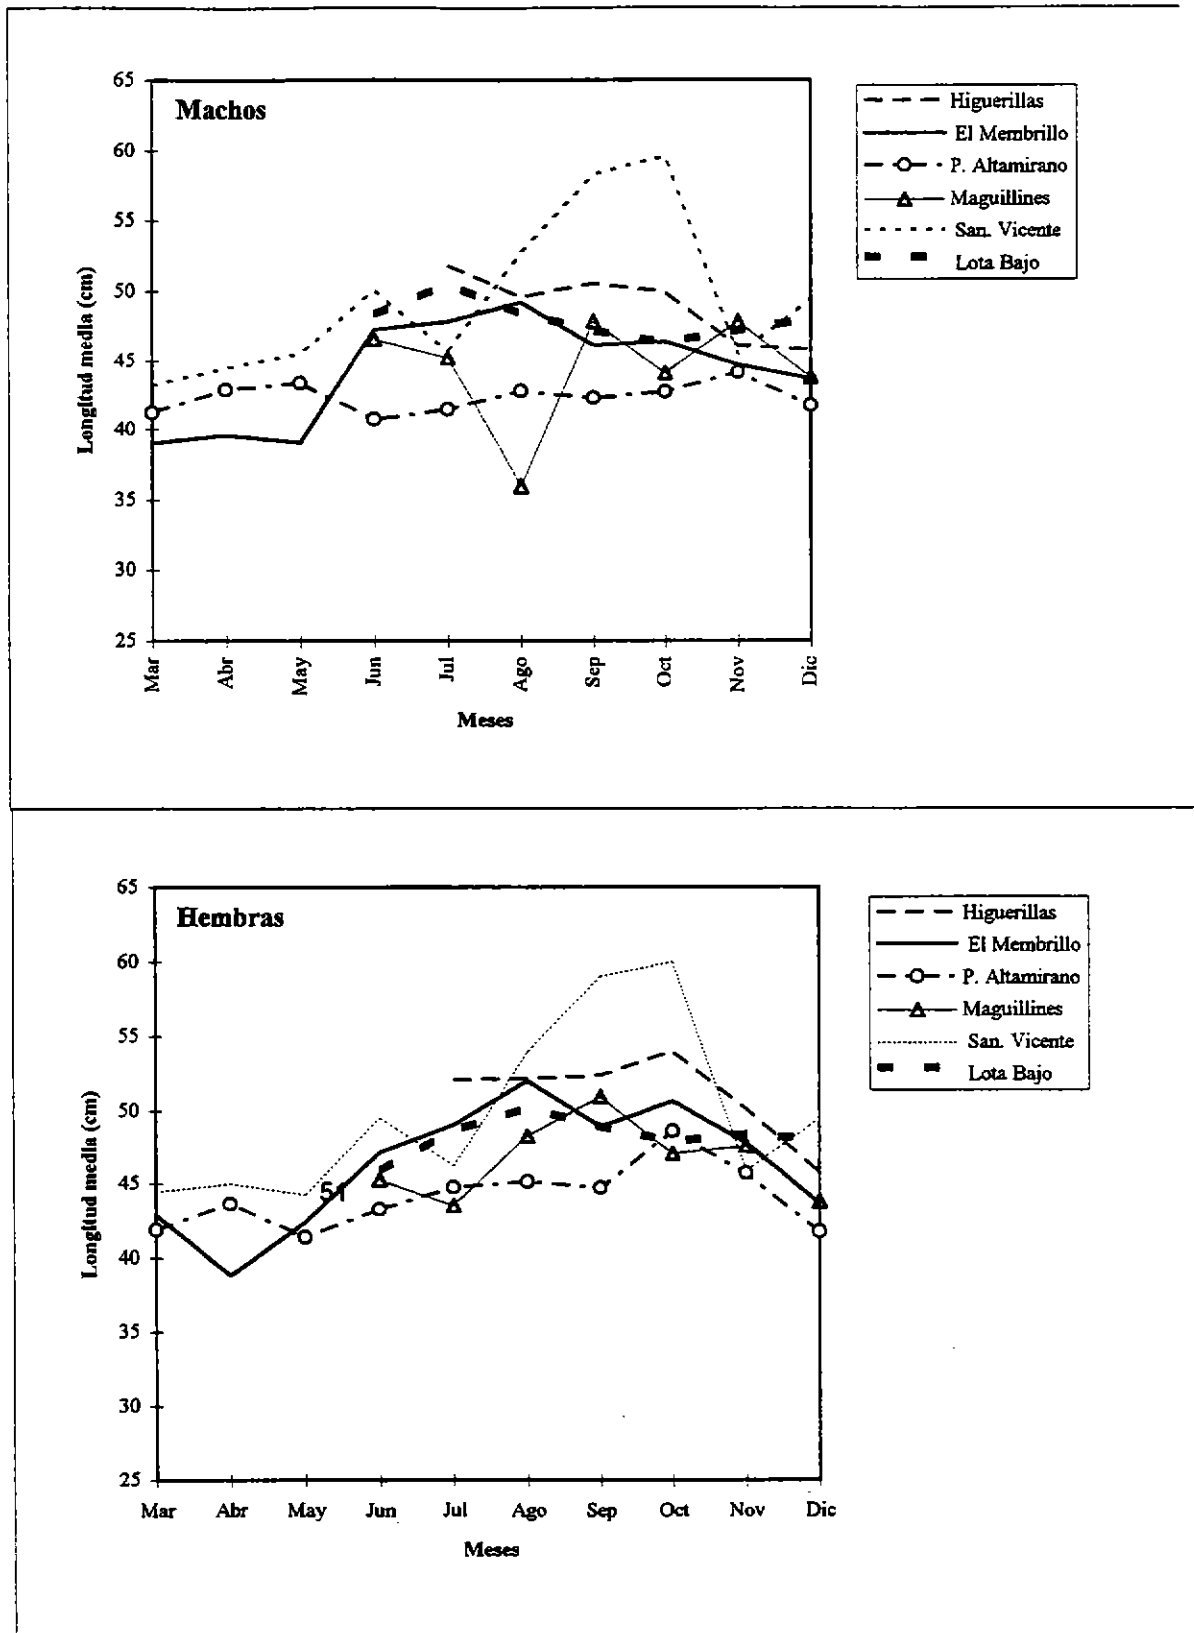 Machos
65
60
55
50
45
40
35
30
25
Longitud media (cm)
Mar
Abr
May
Jun
Jul
Ago
Sep
Oct
Nov
Dic
Meses
Higuerillas
El Membrillo
P. Altamirano
Maguillines
San. Vicente
Lota Bajo
Hembras
65
60
55
50
45
40
35
30
25
Longitud media (cm)
51
Mar Abr May Jun Jul Ago Sep Oct Nov Dic
Meses
Higuerillas
El Membrillo
P. Altamirano
Maguillines
San. Vicente
Lota Bajo